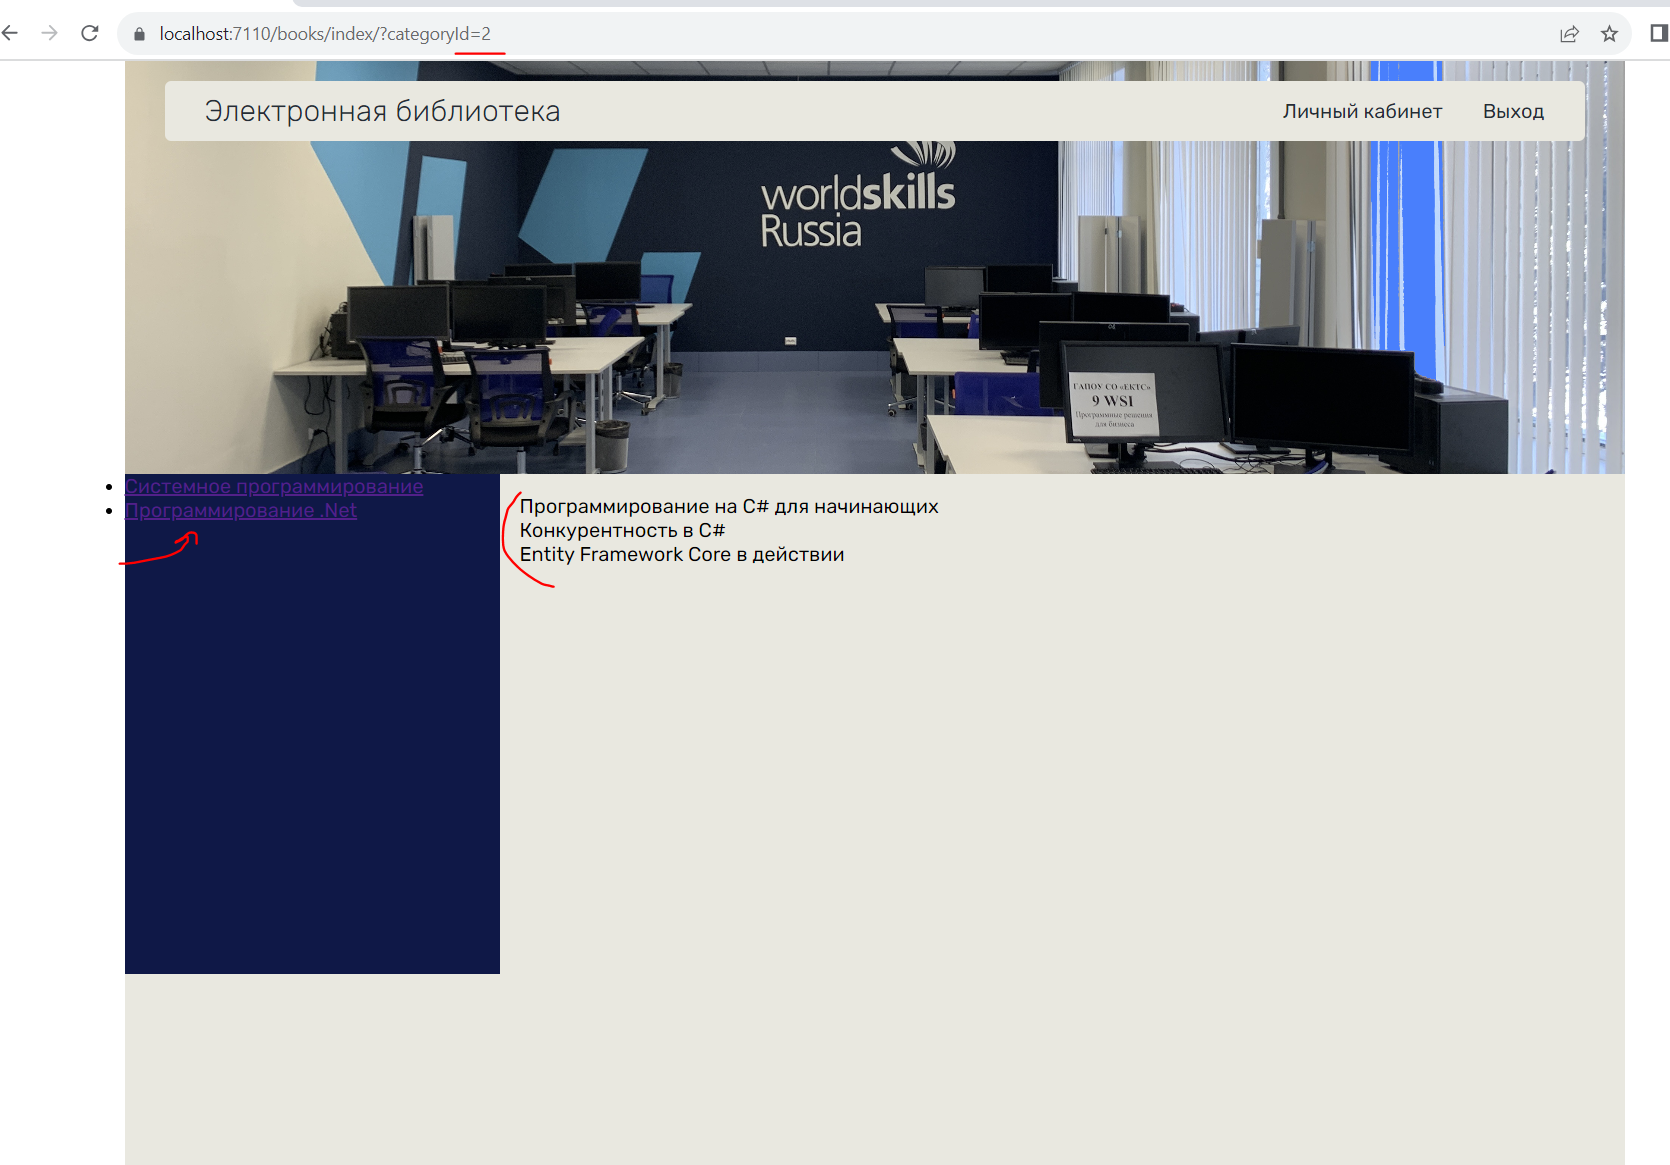 localhost:7110/books/index/?categoryId=2
Электронная библиотека
Личный кабинет
Выход
worldskills
Russia
ГАПОУ СО «ЕКТС»
9 WSI
Программные решения
для бизнеса
Системное программирование
Программирование .Net
Программирование на C# для начинающих
Конкурентность в C#
Entity Framework Core в действии